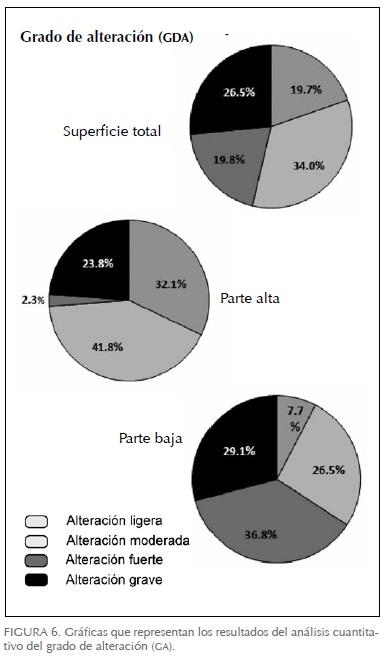 Grado de alteración (GDA)
26.5%
19.7%
Superficie total
19.8%
34.0%
23.8%
32.1%
2.3%
Parte alta
41.8%
7.7
%
Parte baja
29.1%
26.5%
36.8%
Alteración ligera
Alteración moderada
Alteración fuerte
Alteración grave
FIGURA 6. Gráficas que representan los resultados del análisis cuantita-
tivo del grado de alteración (GA).